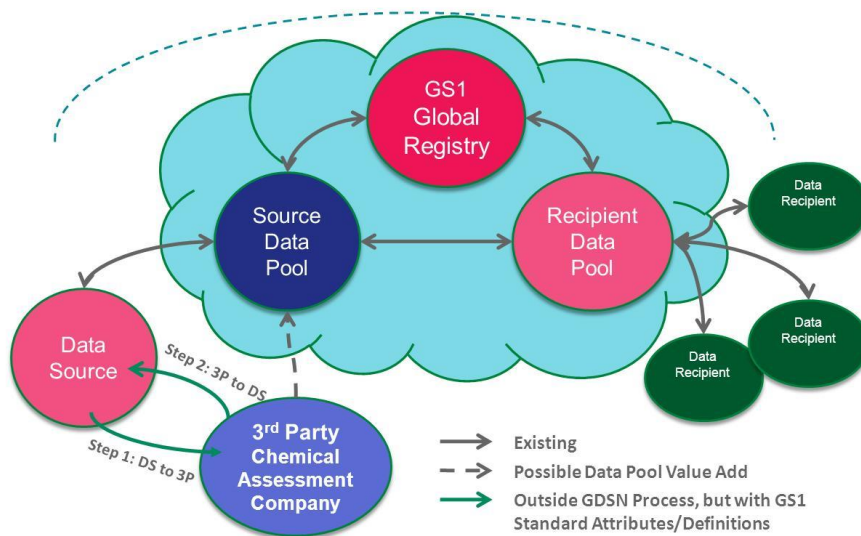 GS1
Global
Registry
Source
Data
Pool
Recipient
Data
Pool
Data
Recipient
Data
Recipient
Data
Recipient
Data
Source
Step 2: 3P to DS
Step 1: DS to 3P
3rd Party
Chemical
Assessment
Company
Existing
Possible Data Pool Value Add
Outside GDSN Process, but with GS1
Standard Attributes/Definitions